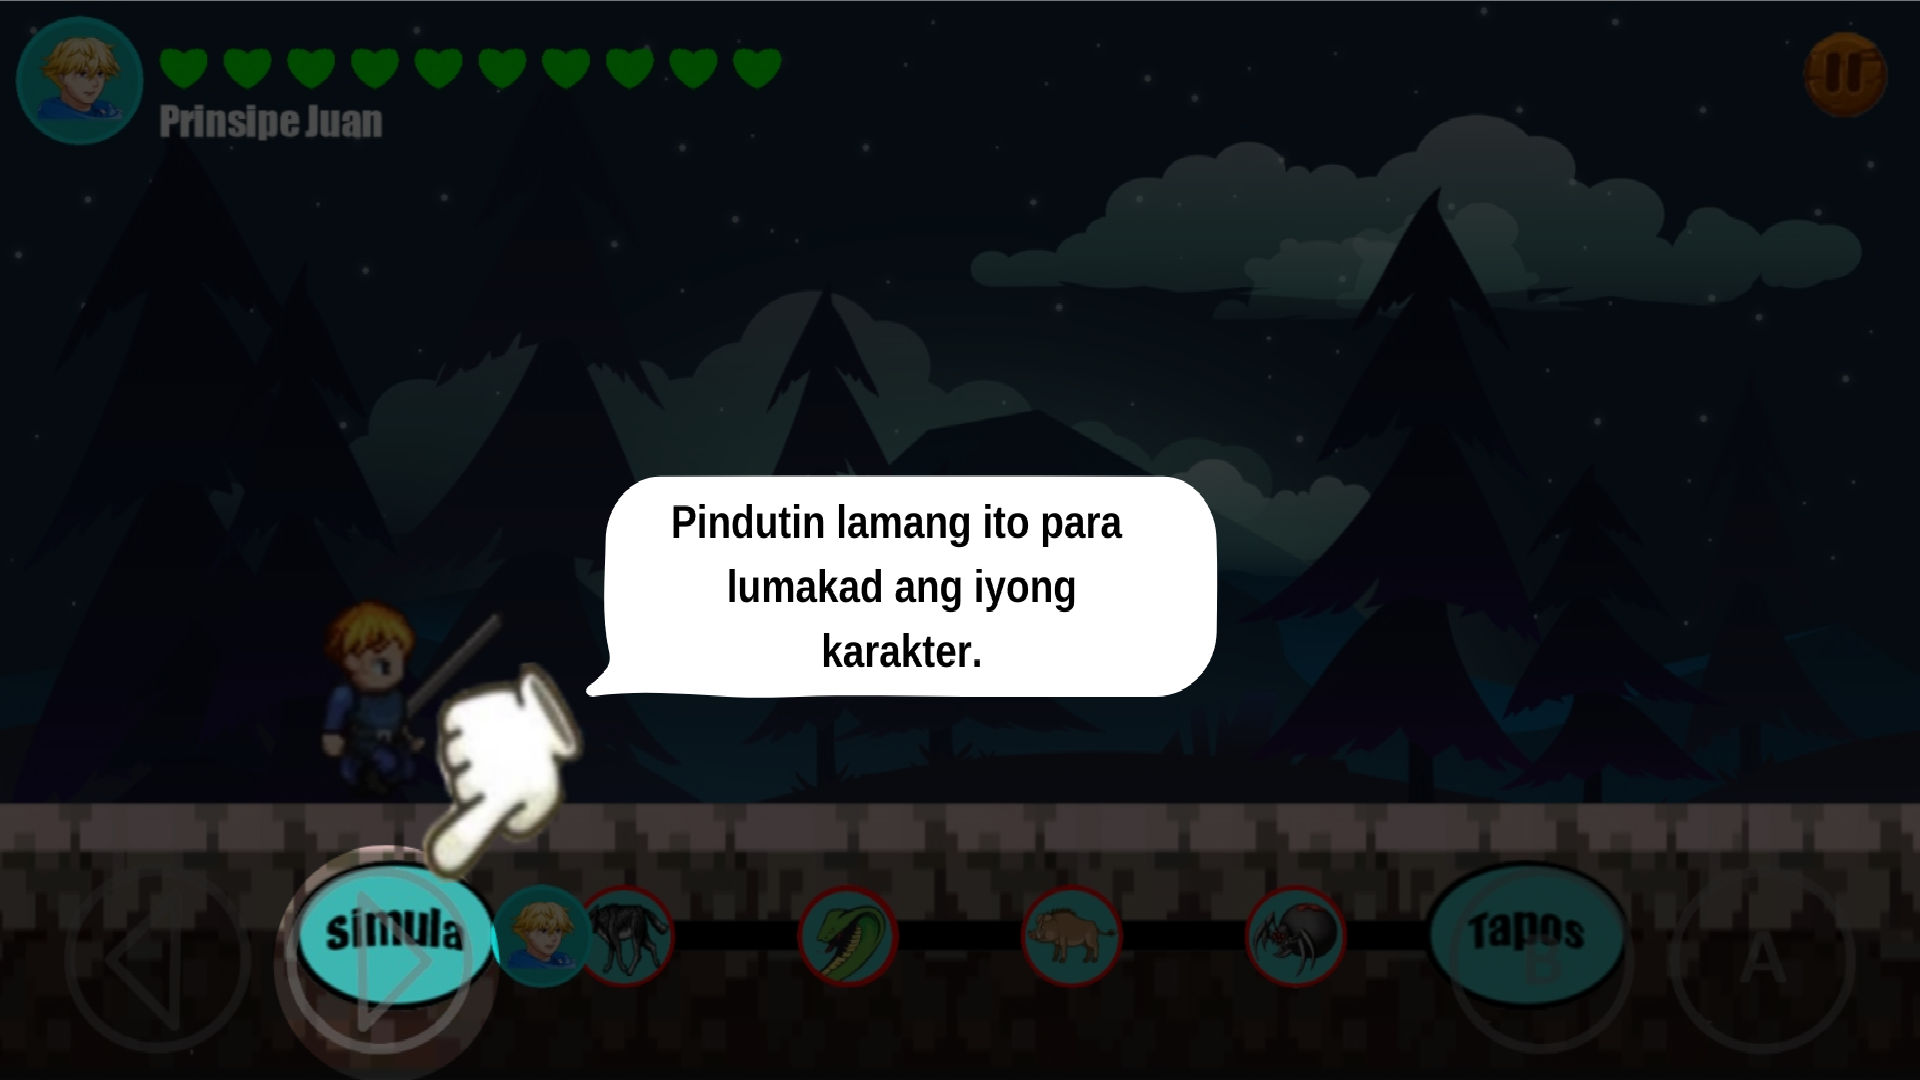 Prinsipe Juan
Pindutin lamang ito para
lumakad ang iyong
karakter.
simula
Tapos
B
A